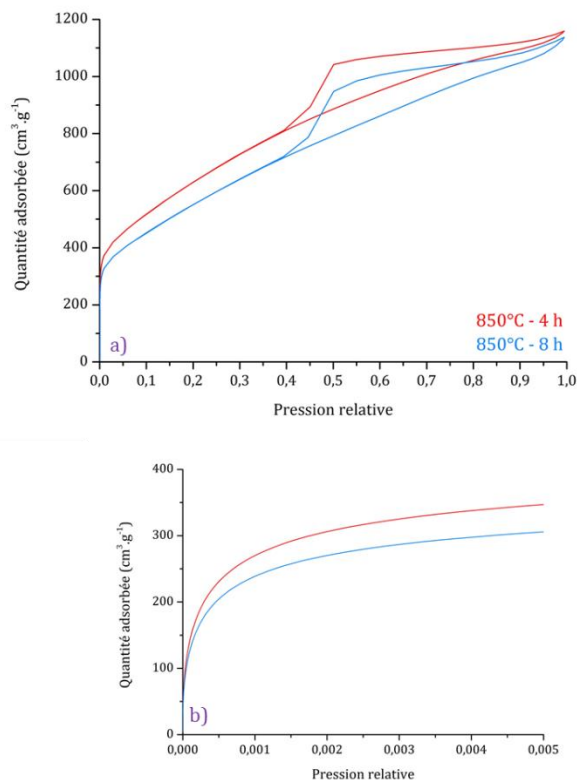 1200
1000
800
600
400
200
0
Quantité adsorbée (cm³.g⁻¹)
a)
850°C - 4 h
850°C - 8 h
0,0 0,1 0,2 0,3 0,4 0,5 0,6 0,7 0,8 0,9 1,0
Pression relative
400
300
200
100
0
Quantité adsorbée (cm³.g⁻¹)
b)
0,000 0,001 0,002 0,003 0,004 0,005
Pression relative